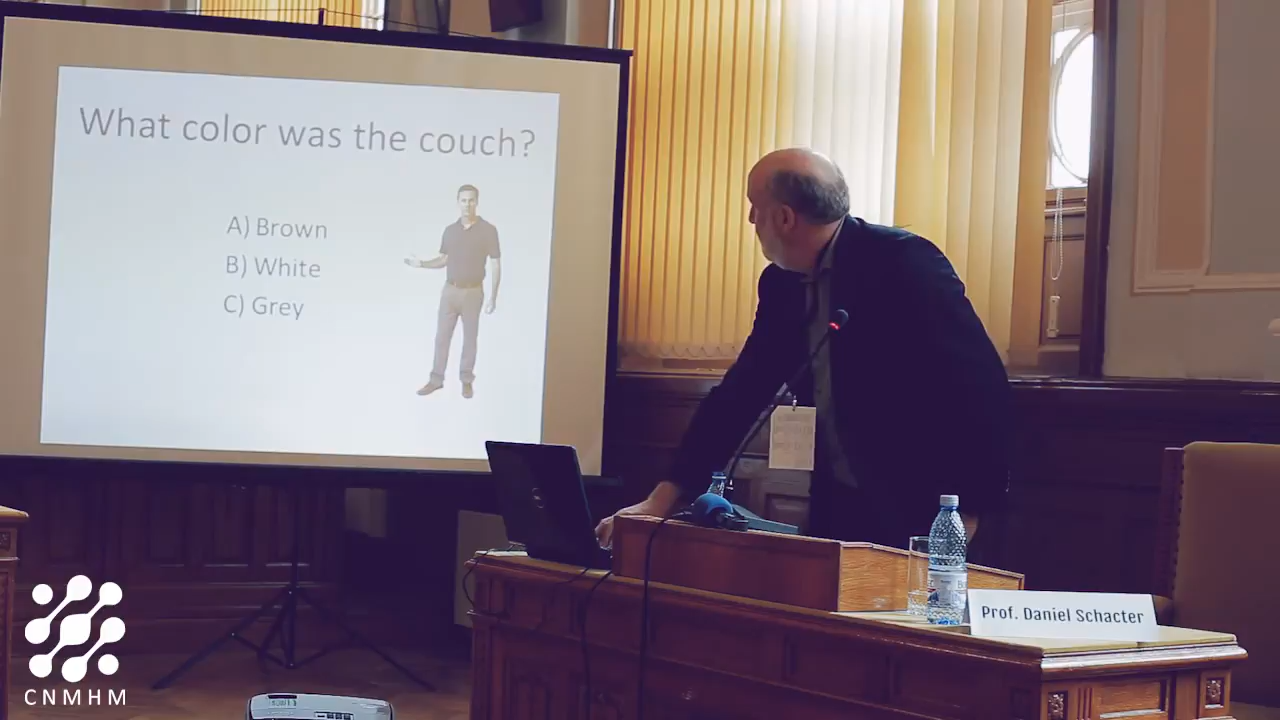 What color was the couch?
A) Brown
B) White
C) Grey
Prof. Daniel Schacter
CNMHM